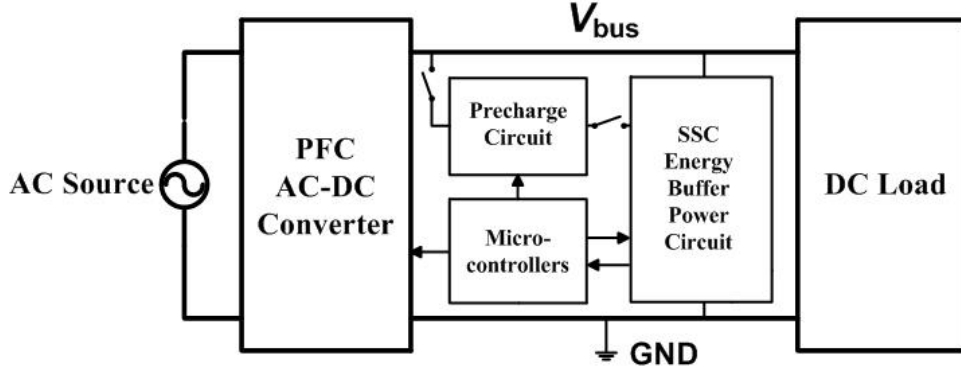 Vbus
AC Source
PFC
AC-DC
Converter
Precharge
Circuit
Micro-
controllers
SSC
Energy
Buffer
Power
Circuit
DC Load
GND